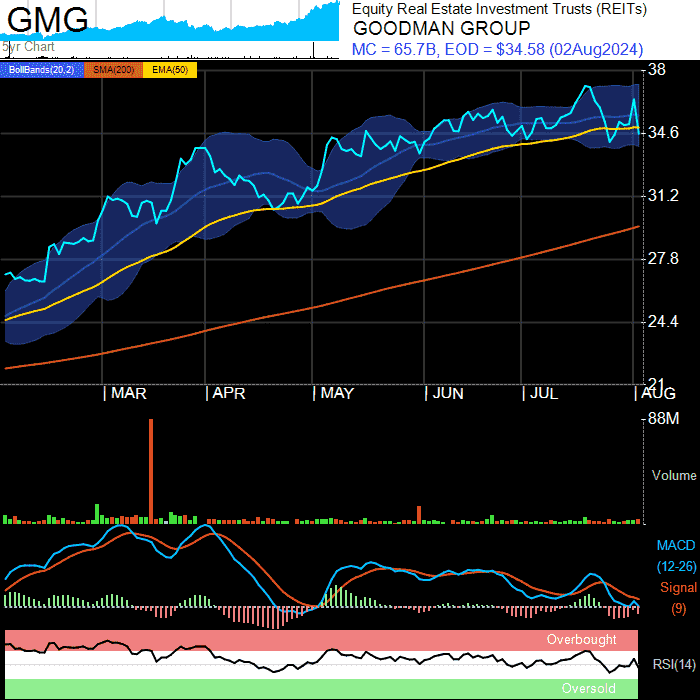 GMG
5yr Chart
Equity Real Estate Investment Trusts (REITs)
GOODMAN GROUP
MC = 65.7B, EOD = $34.58 (02Aug2024)
BollBands(20,2) SMA(200) EMA(50)
38
34.6
31.2
27.8
24.4
21
MAR APR MAY JUN JUL AUG
88M
Volume
MACD
(12-26)
Signal
(9)
Overbought
RSI(14)
Oversold